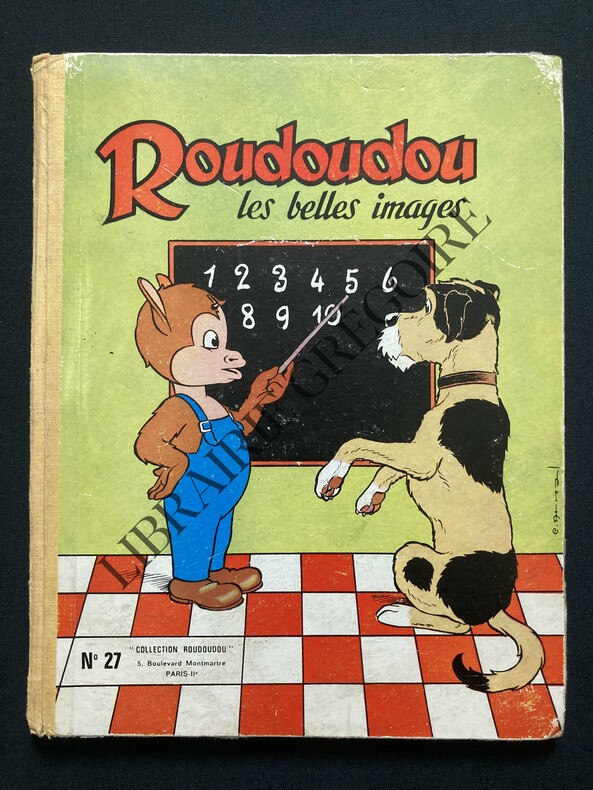 Roudoudou
les belles images
1 2 3 4 5 6
8 9 10
LIBRAIRIE GREGOIRE
Nº 27
"COLLECTION ROUDOUDOU"
5, Boulevard Montmartre
PARIS-IIe